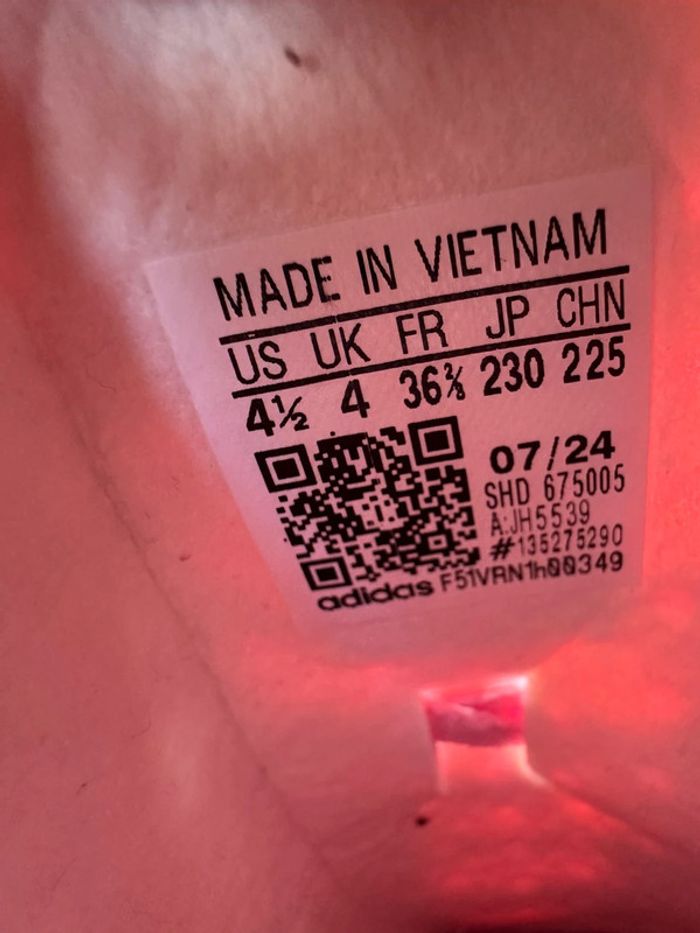 MADE IN VIETNAM
US UK FR JP CHN
4½ 4 36⅔ 230 225
07/24
SHD 675005
A:JH5539
#135275290
adidas F51VRN1h00349